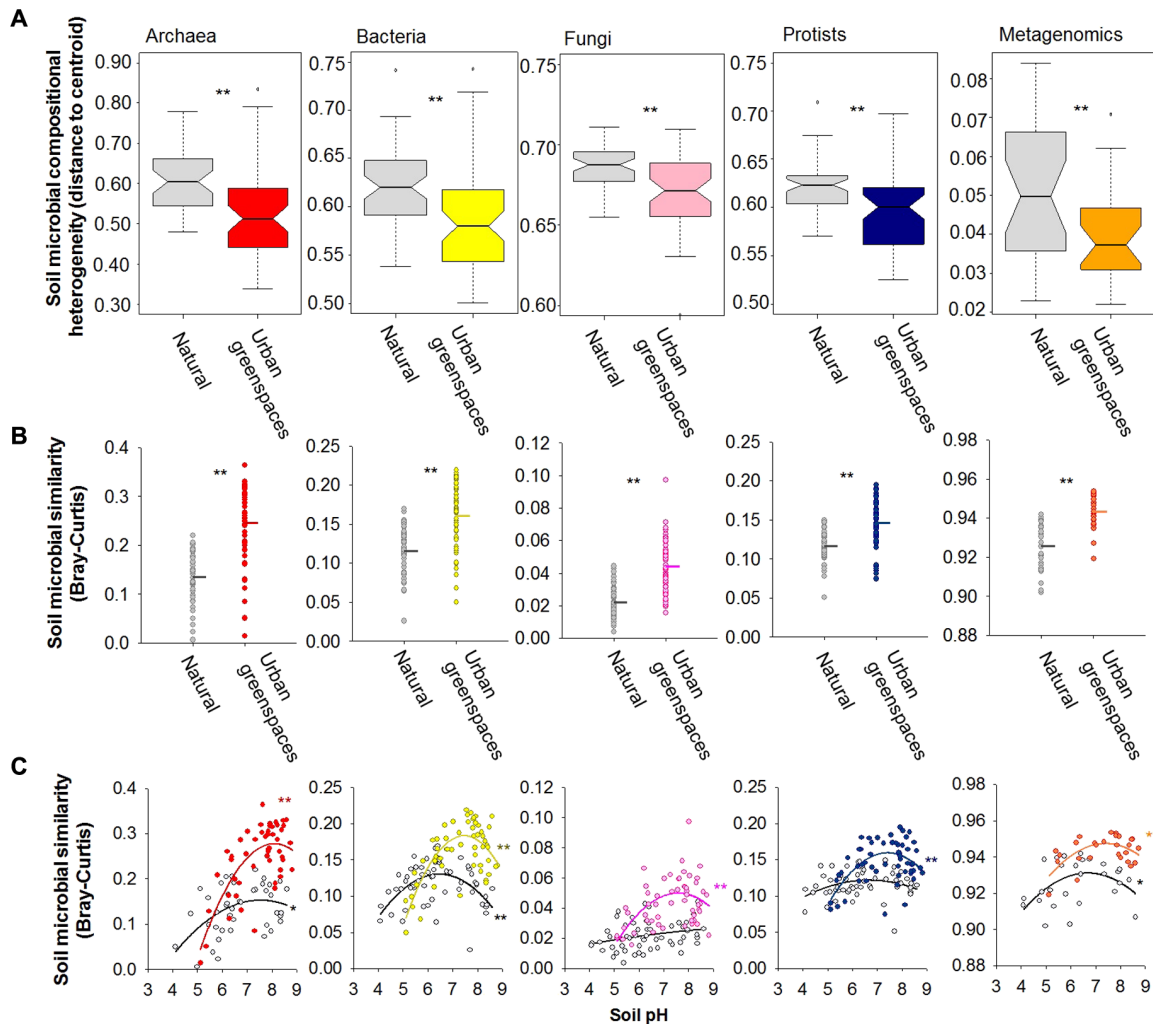 A
Archaea
Bacteria
Fungi
Protists
Metagenomics
Soil microbial compositional
heterogeneity (distance to centroid)
0.90
0.80
0.70
0.60
0.50
0.40
0.30
**
Natural
Urban
greenspaces
0.75
0.70
0.65
0.60
0.55
0.50
**
Natural
Urban
greenspaces
0.75
0.70
0.65
0.60
**
Natural
Urban
greenspaces
0.75
0.70
0.65
0.60
0.55
0.50
**
Natural
Urban
greenspaces
0.08
0.07
0.06
0.05
0.04
0.03
0.02
**
Natural
Urban
greenspaces
B
Soil microbial similarity
(Bray-Curtis)
0.4
0.3
0.2
0.1
0.0
**
Natural
Urban
greenspaces
0.25
0.20
0.15
0.10
0.05
0.00
**
Natural
Urban
greenspaces
0.12
0.10
0.08
0.06
0.04
0.02
0.00
**
Natural
Urban
greenspaces
0.25
0.20
0.15
0.10
0.05
0.00
**
Natural
Urban
greenspaces
0.98
0.96
0.94
0.92
0.90
0.88
**
Natural
Urban
greenspaces
C
Soil microbial similarity
(Bray-Curtis)
0.4
0.3
0.2
0.1
0.0
**
*
3 4 5 6 7 8 9
0.25
0.20
0.15
0.10
0.05
0.00
**
**
3 4 5 6 7 8 9
0.12
0.10
0.08
0.06
0.04
0.02
0.00
**
3 4 5 6 7 8 9
0.25
0.20
0.15
0.10
0.05
0.00
**
3 4 5 6 7 8 9
0.98
0.96
0.94
0.92
0.90
0.88
*
*
3 4 5 6 7 8 9
Soil pH